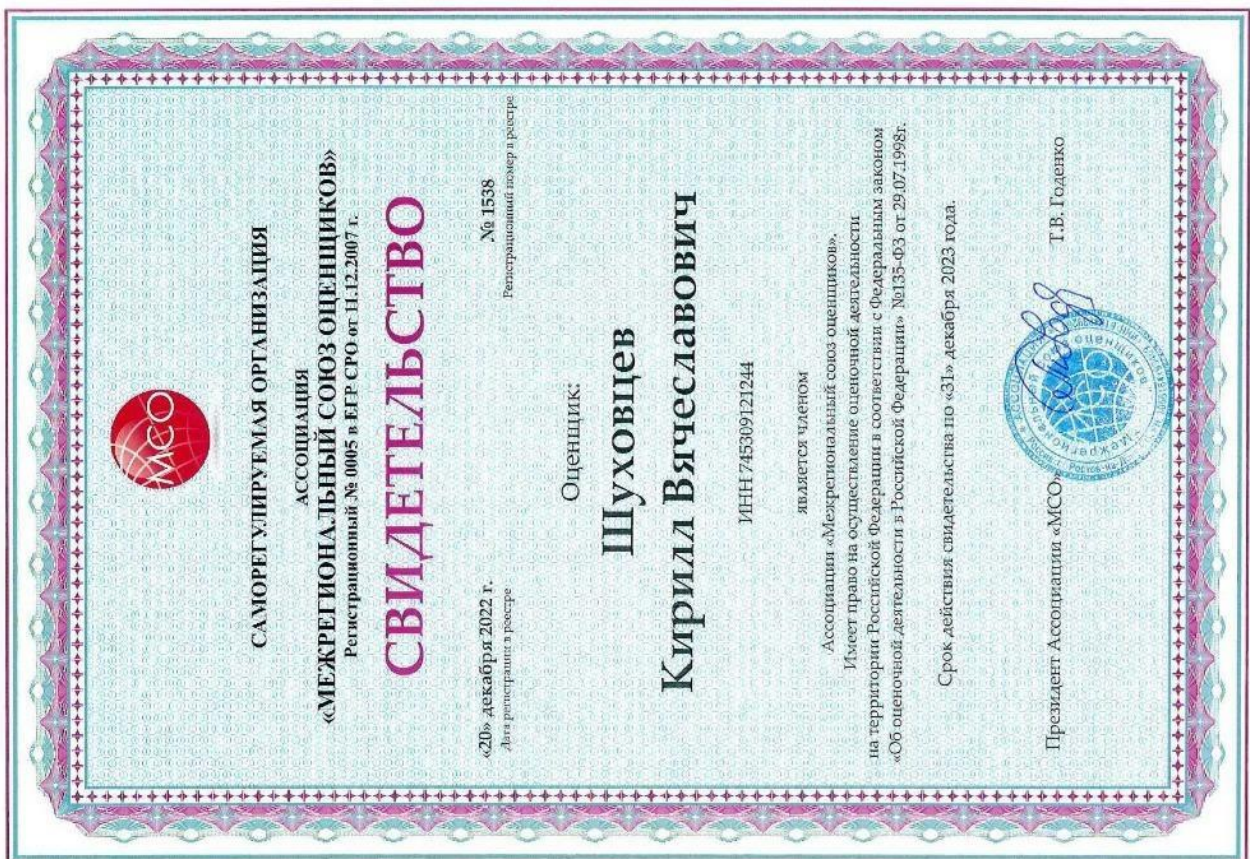 МСО
САМОРЕГУЛИРУЕМАЯ ОРГАНИЗАЦИЯ
АССОЦИАЦИЯ
«МЕЖРЕГИОНАЛЬНЫЙ СОЮЗ ОЦЕНЩИКОВ»
Регистрационный № 0005 в ЕГР СРО от 11.12.2007 г.
СВИДЕТЕЛЬСТВО
«20» декабря 2022 г. № 1538
Дата регистрации в реестре Регистрационный номер в реестре
Оценщик:
Шуховцев
Кирилл Вячеславович
ИНН 745309121244
является членом
Ассоциации «Межрегиональный союз оценщиков».
Имеет право на осуществление оценочной деятельности
на территории Российской Федерации в соответствии с Федеральным законом
«Об оценочной деятельности в Российской Федерации» №135-ФЗ от 29.07.1998г.
Срок действия свидетельства по «31» декабря 2023 года.
Президент Ассоциации «МСО» Т.В. Годенко